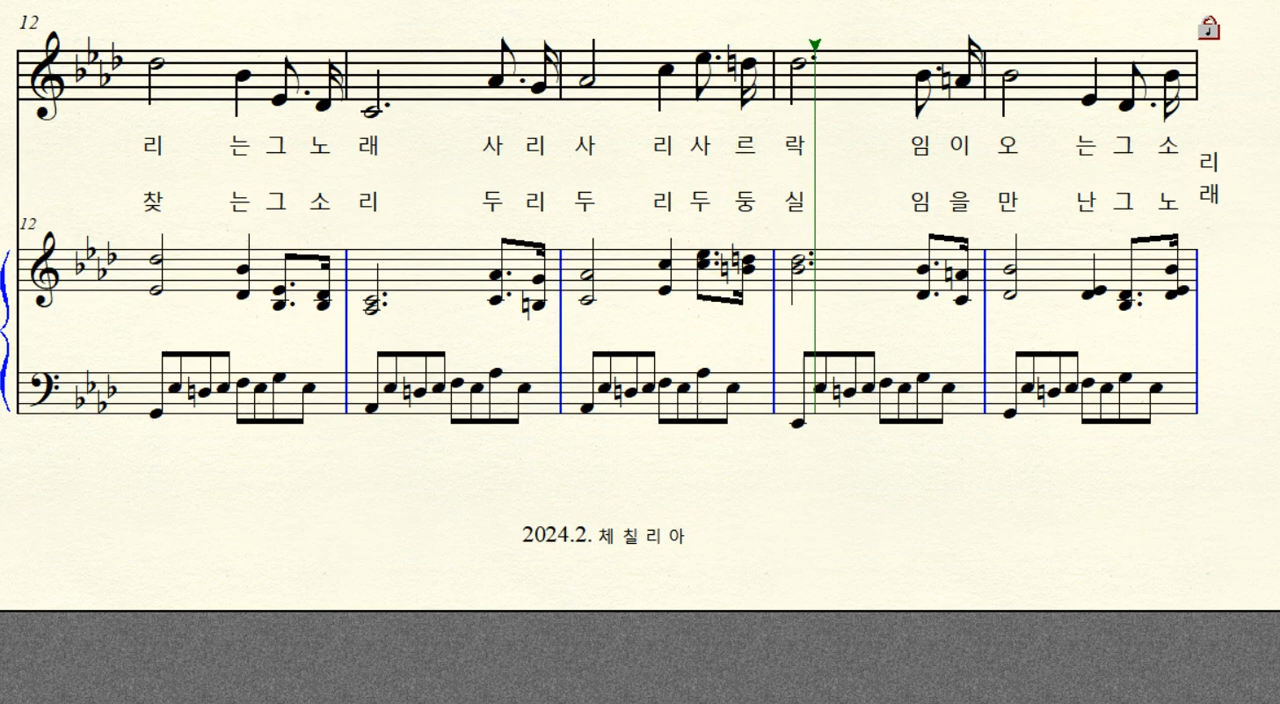 12
리 는 그 노 래 사 리 사 리 사 르 락 임 이 오 는 그 소 리
찾 는 그 소 리 두 리 두 리 두 둥 실 임 을 만 난 그 노 래
12
2024.2. 체 칠 리 아